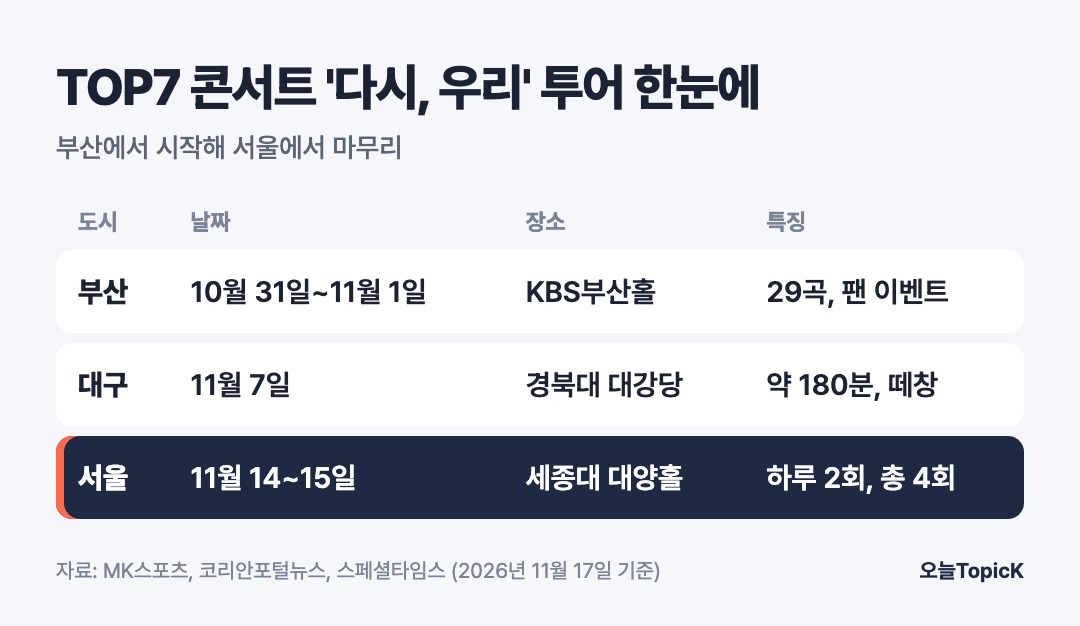 TOP7 콘서트 '다시, 우리' 투어 한눈에
부산에서 시작해 서울에서 마무리
도시 날짜 장소 특징
부산 10월 31일~11월 1일 KBS부산홀 29곡, 팬 이벤트
대구 11월 7일 경북대 대강당 약 180분, 떼창
서울 11월 14~15일 세종대 대양홀 하루 2회, 총 4회
자료: MK스포츠, 코리안포털뉴스, 스페셜타임스 (2026년 11월 17일 기준) 오늘TopicK